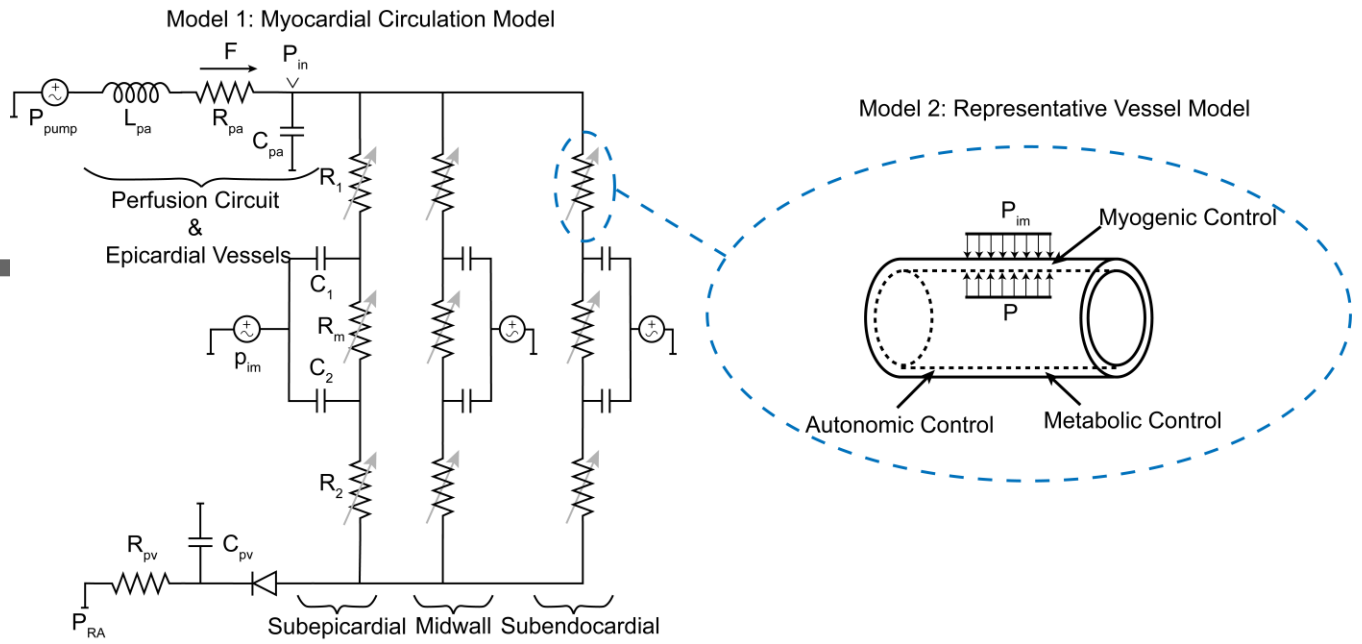 Model 1: Myocardial Circulation Model
F
P_in
P_pump
L_pa
R_pa
C_pa
Perfusion Circuit
&
Epicardial Vessels
R_1
C_1
R_m
p_im
C_2
R_2
R_pv
C_pv
P_RA
Subepicardial
Midwall
Subendocardial
Model 2: Representative Vessel Model
P_im
Myogenic Control
P
Autonomic Control
Metabolic Control